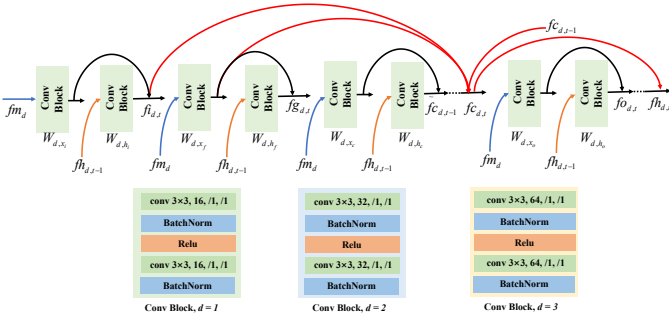 fc_{d,t-1}
Conv Block
Conv Block
Conv Block
Conv Block
Conv Block
Conv Block
Conv Block
Conv Block
fm_d
fi_{d,t}
fg_{d,t}
fc_{d,t-1}
fc_{d,t}
fo_{d,t}
fh_{d,t}
W_{d,x_i}
W_{d,h_i}
W_{d,x_f}
W_{d,h_f}
W_{d,x_c}
W_{d,h_c}
W_{d,x_o}
W_{d,h_o}
fh_{d,t-1}
fm_d
fh_{d,t-1}
fm_d
fh_{d,t-1}
fm_d
fh_{d,t-1}
conv 3×3, 16, /1, /1
BatchNorm
Relu
conv 3×3, 16, /1, /1
BatchNorm
Conv Block, d = 1
conv 3×3, 32, /1, /1
BatchNorm
Relu
conv 3×3, 32, /1, /1
BatchNorm
Conv Block, d = 2
conv 3×3, 64, /1, /1
BatchNorm
Relu
conv 3×3, 64, /1, /1
BatchNorm
Conv Block, d = 3